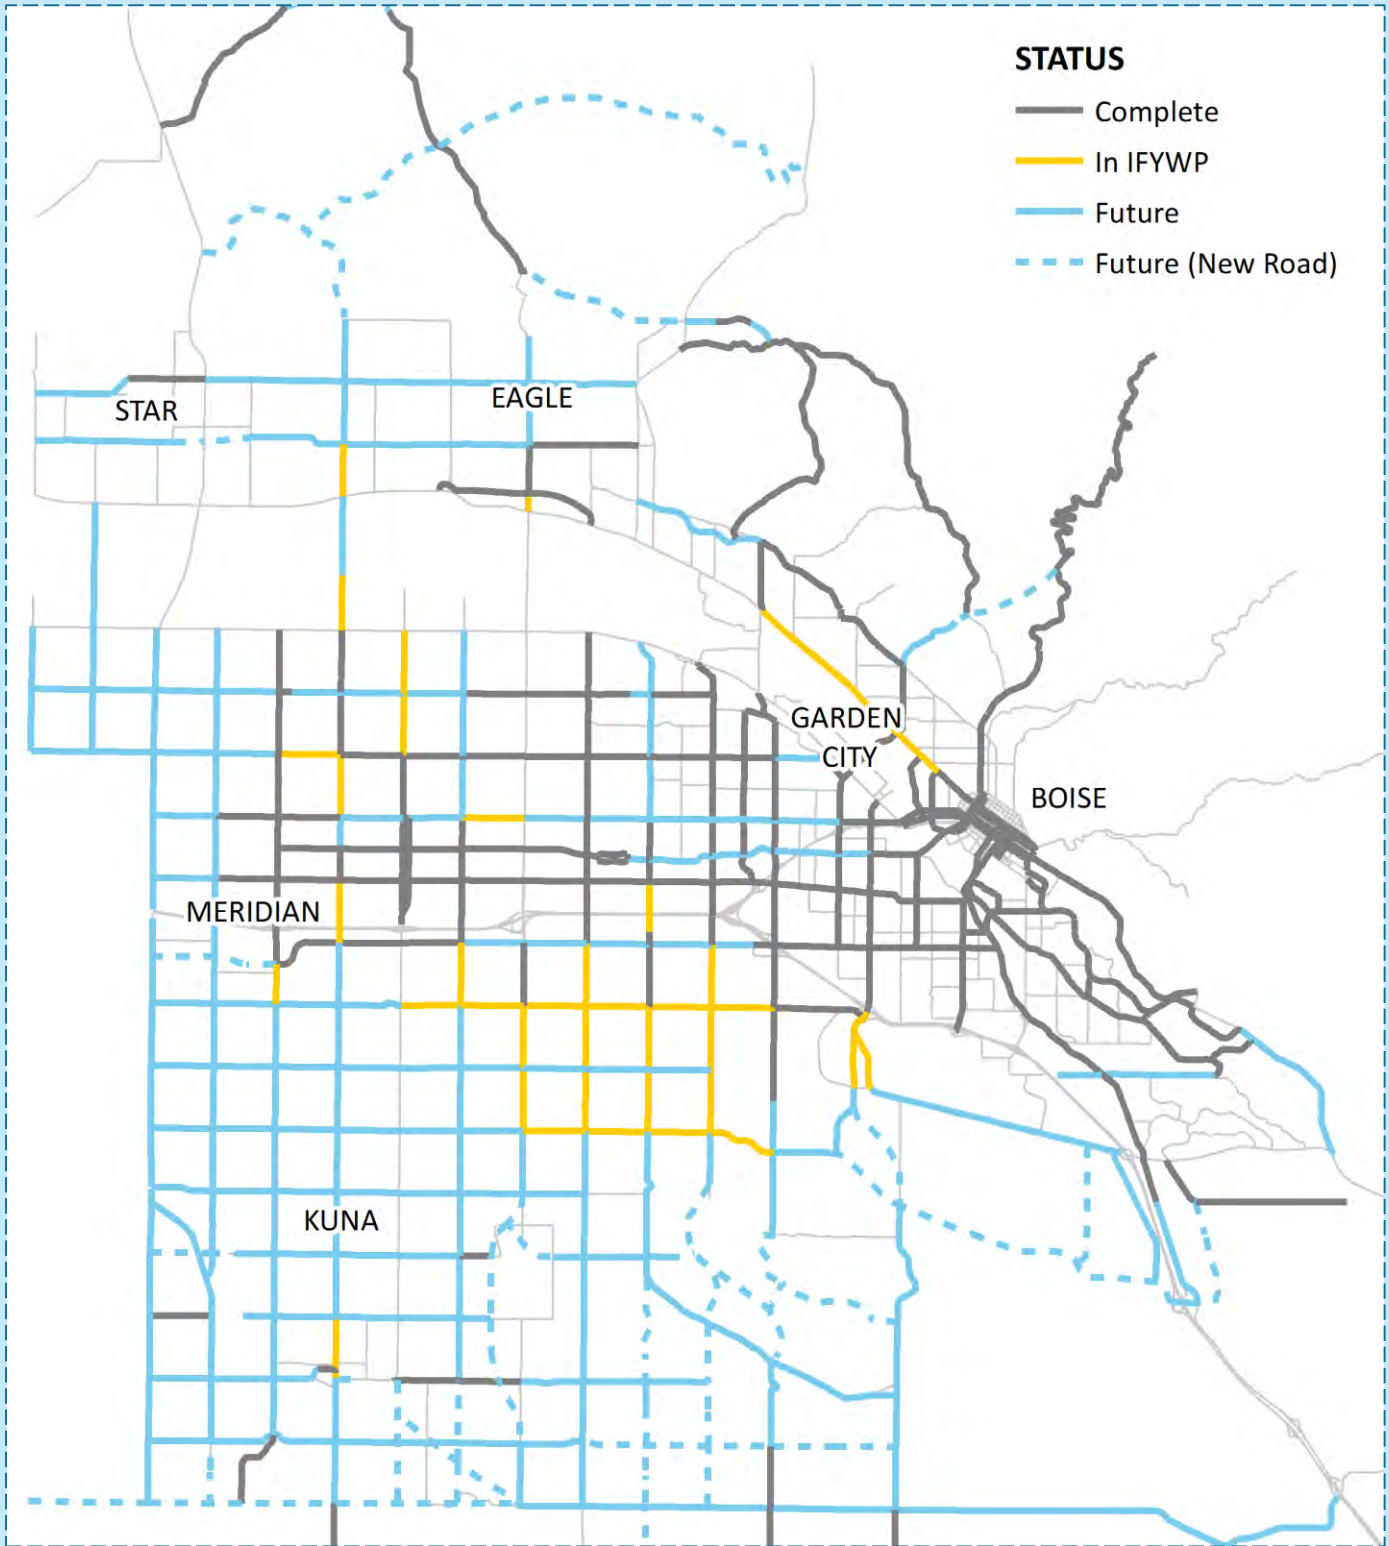 STATUS
Complete
In IFYWP
Future
Future (New Road)
EAGLE
STAR
GARDEN
CITY
BOISE
MERIDIAN
KUNA